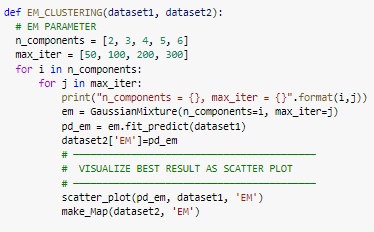 def EM_CLUSTERING(dataset1, dataset2):
  # EM PARAMETER
  n_components = [2, 3, 4, 5, 6]
  max_iter = [50, 100, 200, 300]
  for i in n_components:
      for j in max_iter:
          print("n_components = {}, max_iter = {}".format(i,j))
          em = GaussianMixture(n_components=i, max_iter=j)
          pd_em = em.fit_predict(dataset1)
          dataset2['EM']=pd_em
          # ─────────────────────────────────────
          #  VISUALIZE BEST RESULT AS SCATTER PLOT
          # ─────────────────────────────────────
          scatter_plot(pd_em, dataset1, 'EM')
          make_Map(dataset2, 'EM')